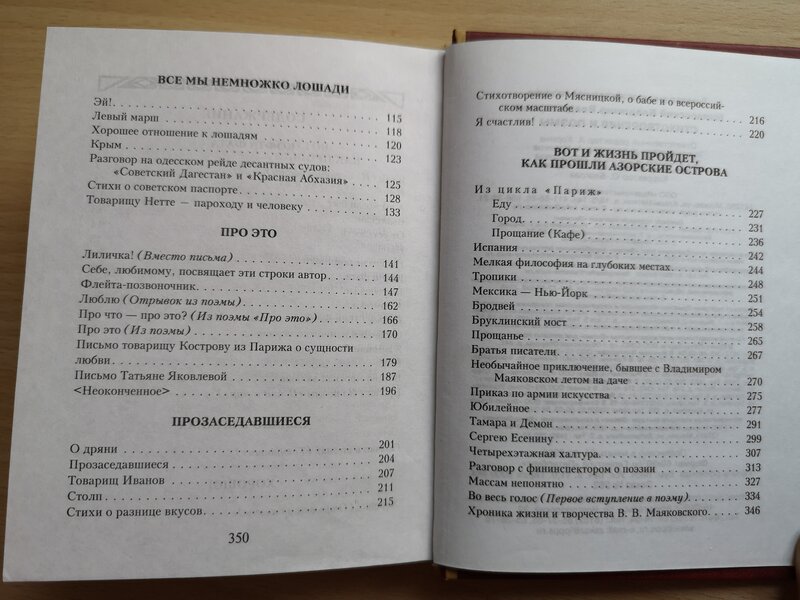 ВСЕ МЫ НЕМНОЖКО ЛОШАДИ
Эй! 115
Левый марш 118
Хорошее отношение к лошадям 120
Крым 123
Разговор на одесском рейде десантных судов:
«Советский Дагестан» и «Красная Абхазия» 125
Стихи о советском паспорте 128
Товарищу Нетте — пароходу и человеку 133
ПРО ЭТО
Лиличка! (Вместо письма) 141
Себе, любимому, посвящает эти строки автор 144
Флейта-позвоночник 147
Люблю (Отрывок из поэмы) 162
Про что — про это? (Из поэмы «Про это») 166
Про это (Из поэмы) 170
Письмо товарищу Кострову из Парижа о сущности
любви 179
Письмо Татьяне Яковлевой 187
<Неоконченное> 196
ПРОЗАСЕДАВШИЕСЯ
О дряни 201
Прозаседавшиеся 204
Товарищ Иванов 207
Столп 211
Стихи о разнице вкусов 215
350
Стихотворение о Мясницкой, о бабе и о всероссий-
ском масштабе 216
Я счастлив! 220
ВОТ И ЖИЗНЬ ПРОЙДЕТ,
КАК ПРОШЛИ АЗОРСКИЕ ОСТРОВА
Из цикла «Париж»
Еду 227
Город 231
Прощание (Кафе) 236
Испания 242
Мелкая философия на глубоких местах 244
Тропики 248
Мексика — Нью-Йорк 251
Бродвей 254
Бруклинский мост 258
Прощанье 265
Братья писатели 267
Необычайное приключение, бывшее с Владимиром
Маяковском летом на даче 270
Приказ по армии искусства 275
Юбилейное 277
Тамара и Демон 291
Сергею Есенину 299
Четырехэтажная халтура 307
Разговор с фининспектором о поэзии 313
Массам непонятно 327
Во весь голос (Первое вступление в поэму) 334
Хроника жизни и творчества В. В. Маяковского 346